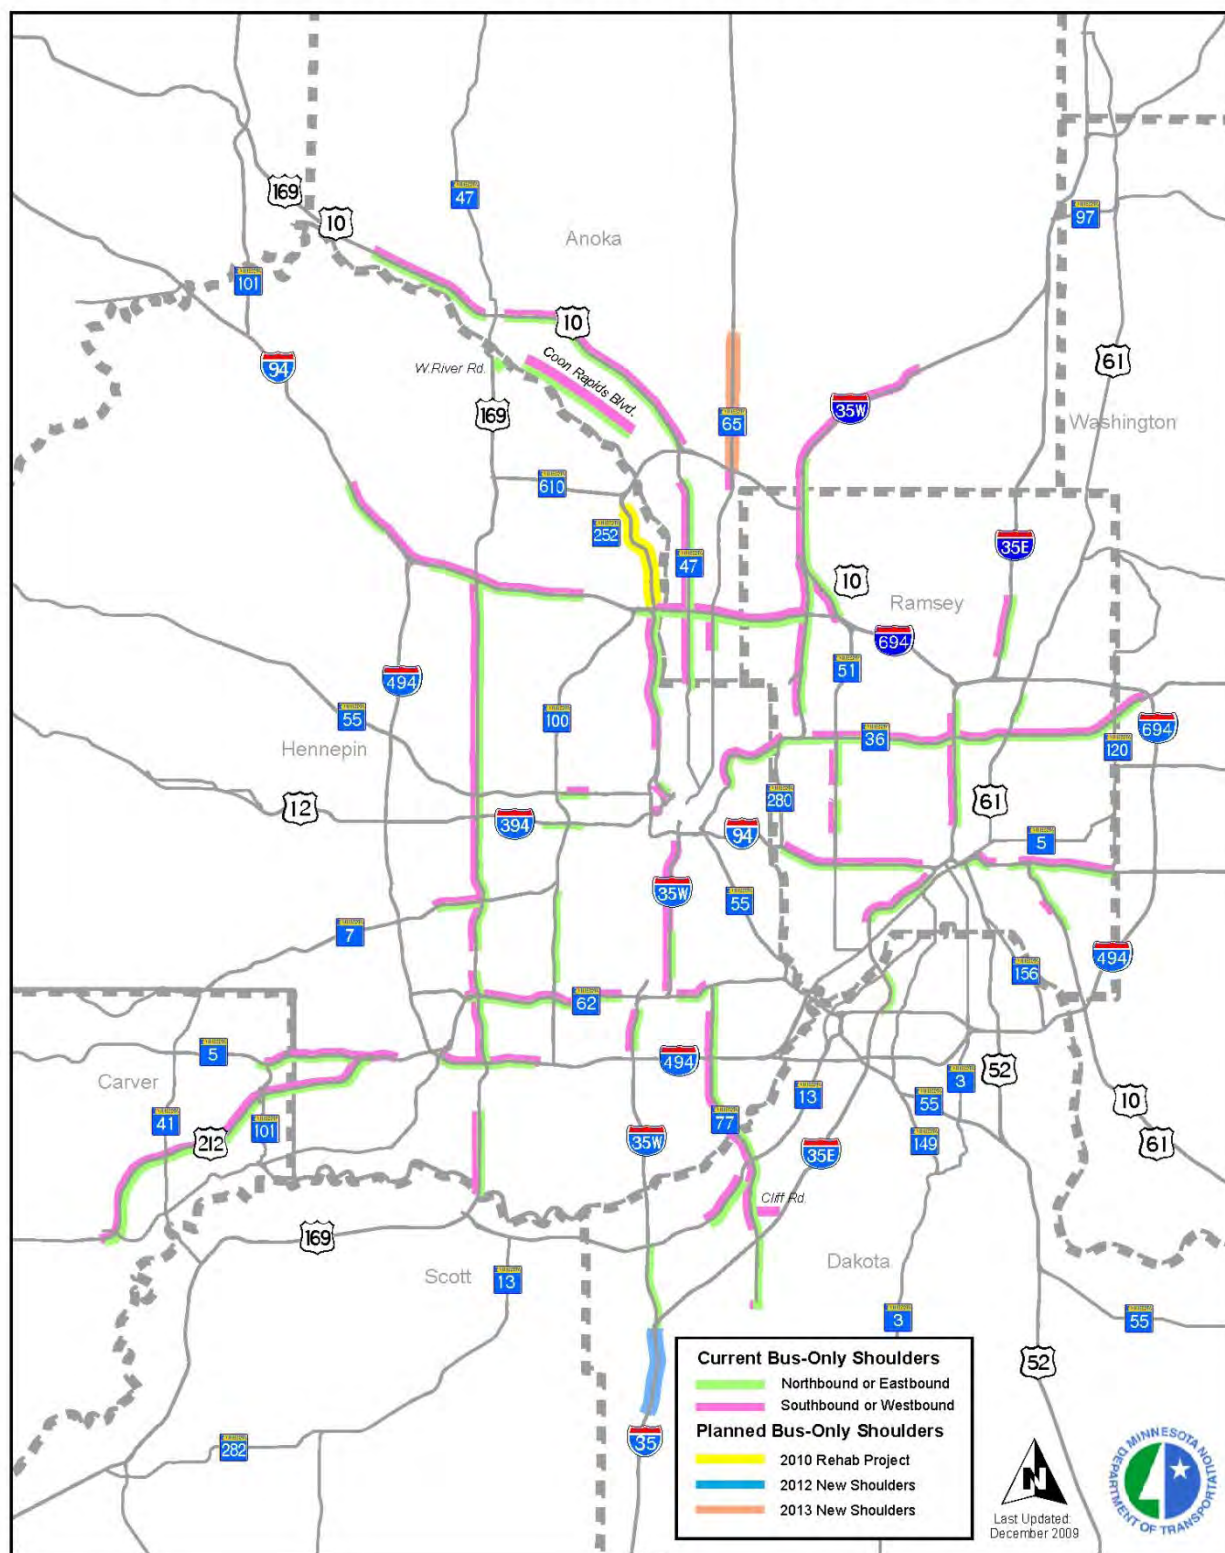 47
97
169
10
Anoka
101
10
61
W.River Rd.
Coon Rapids Blvd.
94
35W
169
65
Washington
610
252
35E
47
10
Ramsey
694
51
494
55
100
36
694
Hennepin
120
12
280
61
394
94
5
35W
55
7
494
156
62
5
494
Carver
52
3
13
55
10
41
101
77
212
35W
35E
149
61
Cliff Rd.
169
Dakota
Scott
13
3
55
52
35
282
Current Bus-Only Shoulders
Northbound or Eastbound
Southbound or Westbound
Planned Bus-Only Shoulders
2010 Rehab Project
2012 New Shoulders
2013 New Shoulders
N
Last Updated:
December 2009
MINNESOTA DEPARTMENT OF TRANSPORTATION